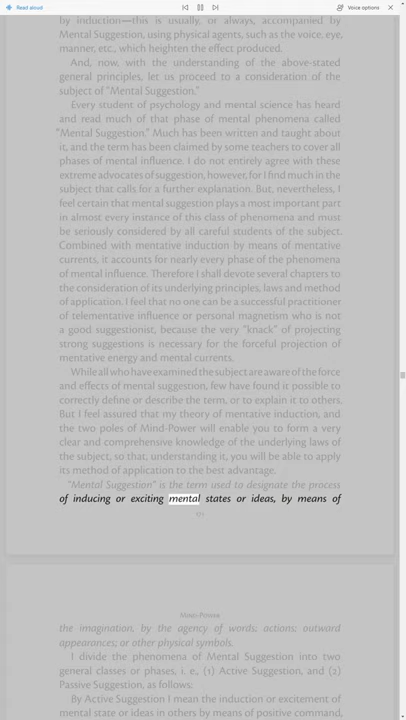 Read aloud
Voice options
by induction—this is usually, or always, accompanied by
Mental Suggestion, using physical agents, such as the voice, eye,
manner, etc., which heighten the effect produced.
And, now, with the understanding of the above-stated
general principles, let us proceed to a consideration of the
subject of "Mental Suggestion."
Every student of psychology and mental science has heard
and read much of that phase of mental phenomena called
"Mental Suggestion." Much has been written and taught about
it, and the term has been claimed by some teachers to cover all
phases of mental influence. I do not entirely agree with these
extreme advocates of suggestion, however, for I find much in the
subject that calls for a further explanation. But, nevertheless, I
feel certain that mental suggestion plays a most important part
in almost every instance of this class of phenomena and must
be seriously considered by all careful students of the subject.
Combined with mentative induction by means of mentative
currents, it accounts for nearly every phase of the phenomena
of mental influence. Therefore I shall devote several chapters to
the consideration of its underlying principles, laws and method
of application. I feel that no one can be a successful practitioner
of telementative influence or personal magnetism who is not
a good suggestionist, because the very "knack" of projecting
strong suggestions is necessary for the forceful projection of
mentative energy and mental currents.
While all who have examined the subject are aware of the force
and effects of mental suggestion, few have found it possible to
correctly define or describe the term, or to explain it to others.
But I feel assured that my theory of mentative induction, and
the two poles of Mind-Power will enable you to form a very
clear and comprehensive knowledge of the underlying laws of
the subject, so that, understanding it, you will be able to apply
its method of application to the best advantage.
"Mental Suggestion" is the term used to designate the process
of inducing or exciting mental states or ideas, by means of
Mind-Power
the imagination, by the agency of words; actions; outward
appearances; or other physical symbols.
I divide the phenomena of Mental Suggestion into two
general classes or phases, i. e., (1) Active Suggestion, and (2)
Passive Suggestion, as follows:
By Active Suggestion I mean the induction or excitement of
mental state or ideas in others by means of positive command,